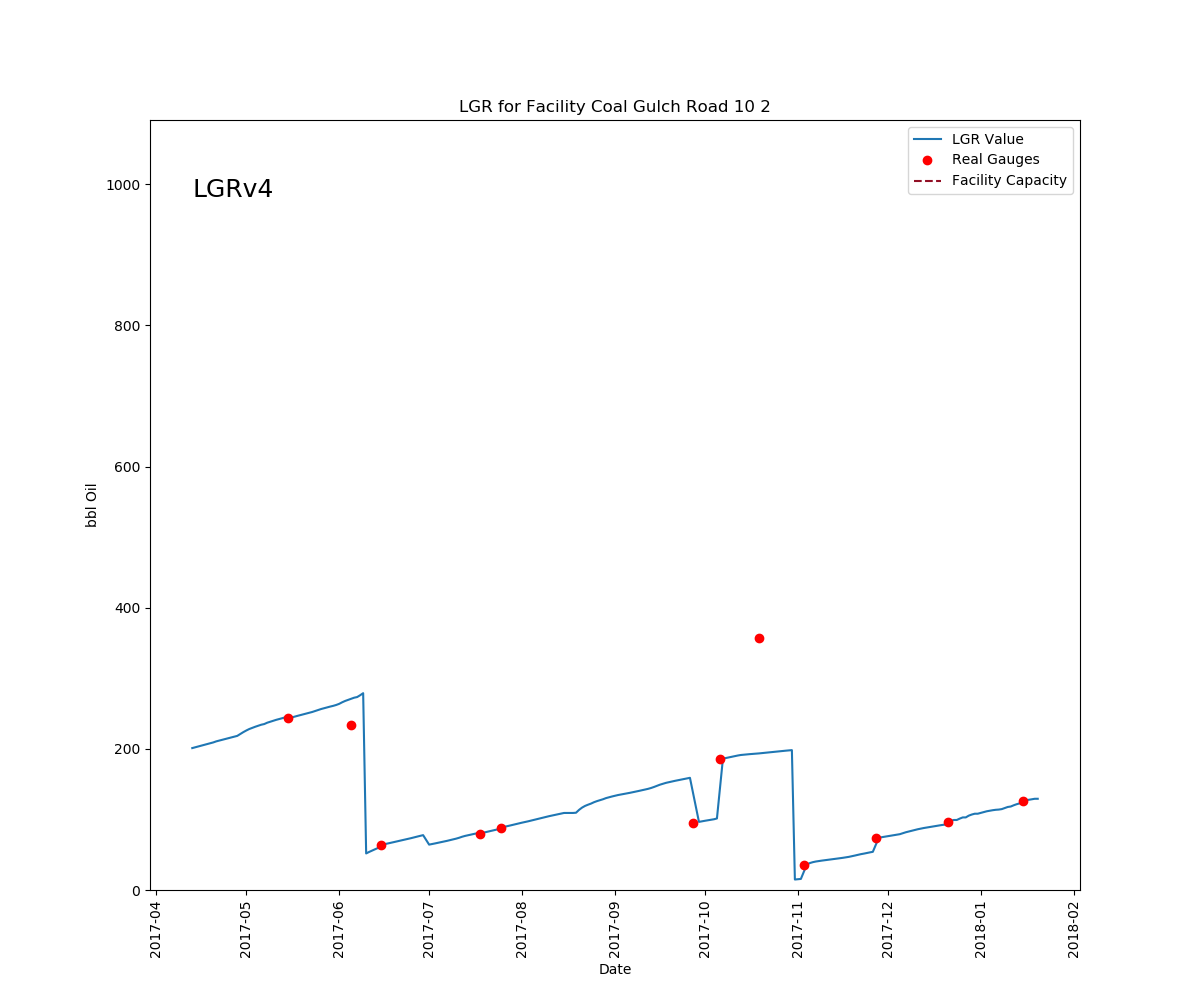 LGR for Facility Coal Gulch Road 10 2
LGRv4
LGR Value
Real Gauges
Facility Capacity
1000
800
600
400
200
0
bbl Oil
2017-04
2017-05
2017-06
2017-07
2017-08
2017-09
2017-10
2017-11
2017-12
2018-01
2018-02
Date